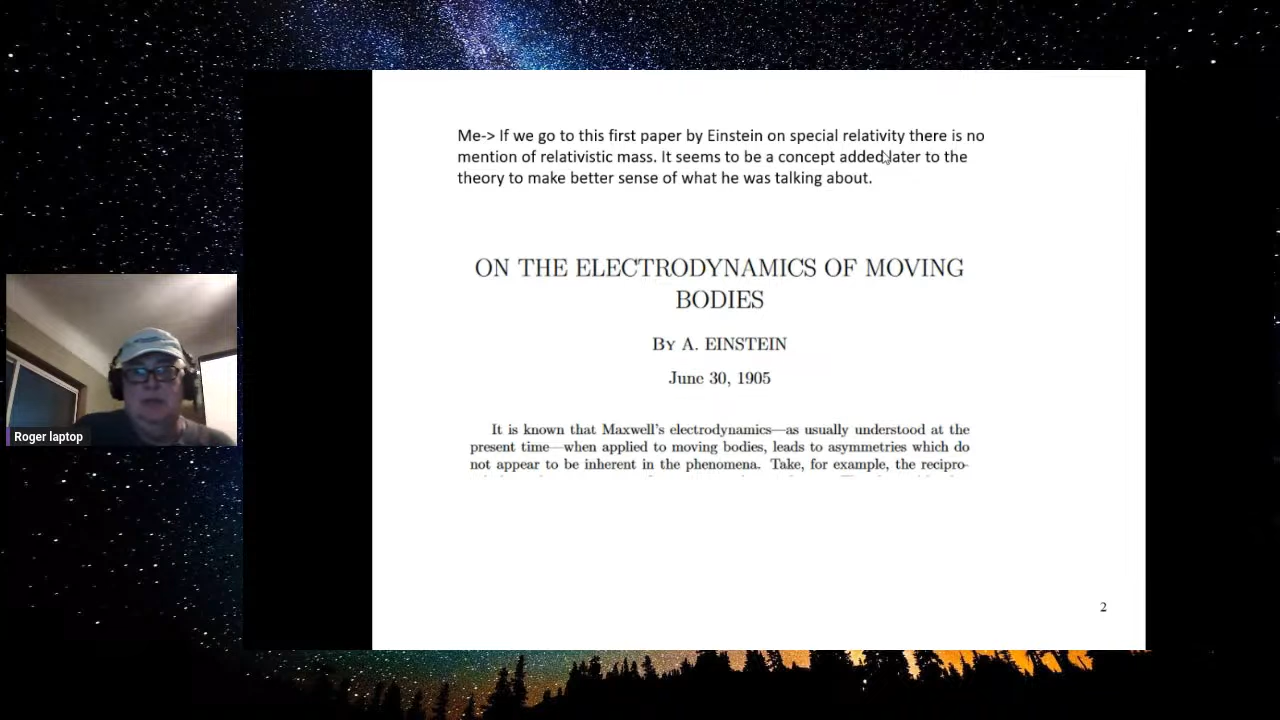 Me-> If we go to this first paper by Einstein on special relativity there is no
mention of relativistic mass. It seems to be a concept added later to the
theory to make better sense of what he was talking about.
ON THE ELECTRODYNAMICS OF MOVING
BODIES
By A. EINSTEIN
June 30, 1905
It is known that Maxwell's electrodynamics—as usually understood at the
present time—when applied to moving bodies, leads to asymmetries which do
not appear to be inherent in the phenomena. Take, for example, the recipro-
Roger laptop
2